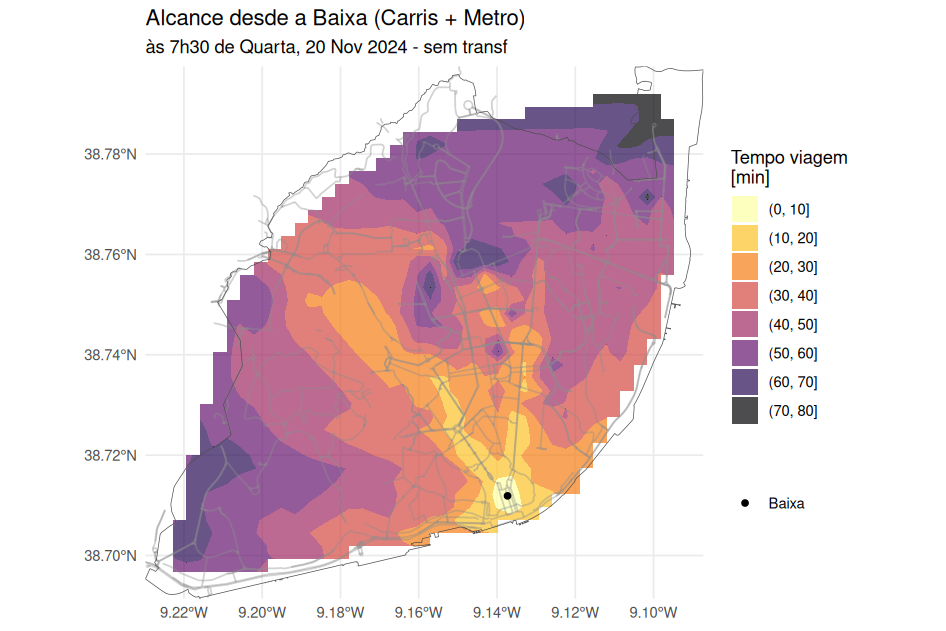 Alcance desde a Baixa (Carris + Metro)
às 7h30 de Quarta, 20 Nov 2024 - sem transf
38.78°N
38.76°N
38.74°N
38.72°N
38.70°N
9.22°W 9.20°W 9.18°W 9.16°W 9.14°W 9.12°W 9.10°W
Tempo viagem
[min]
(0, 10]
(10, 20]
(20, 30]
(30, 40]
(40, 50]
(50, 60]
(60, 70]
(70, 80]
Baixa